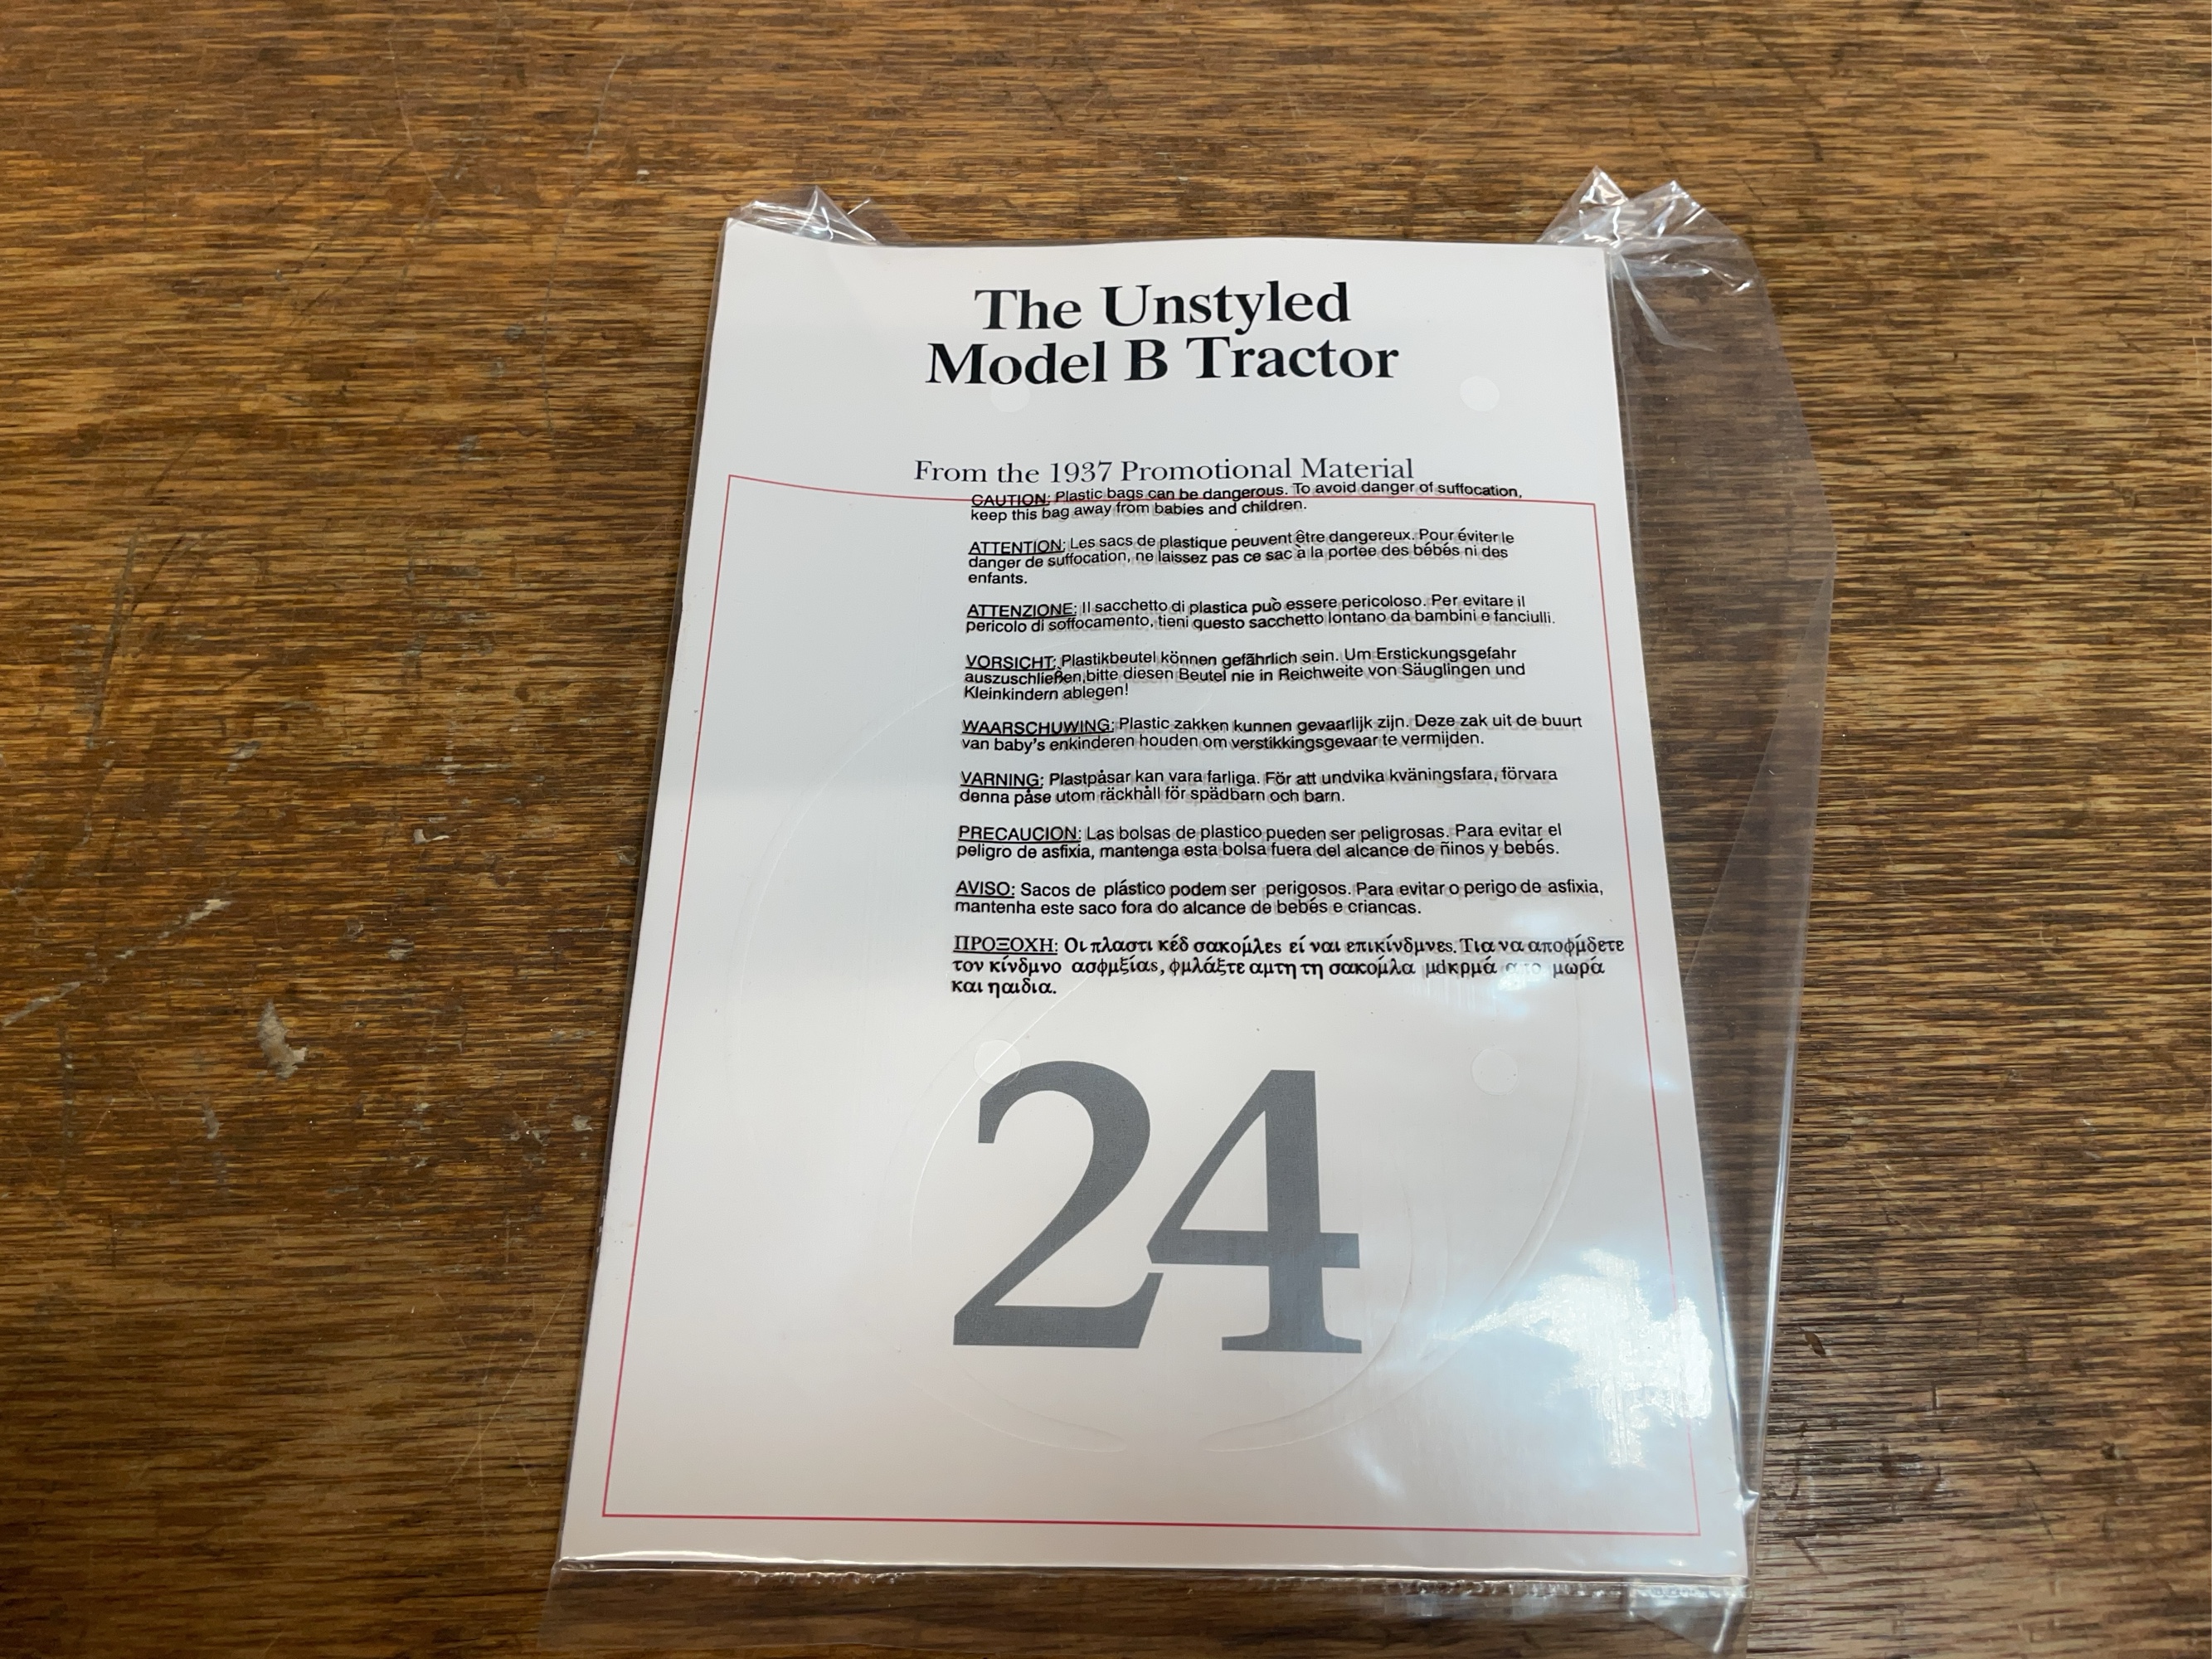 The Unstyled
Model B Tractor
From the 1937 Promotional Material
CAUTION: Plastic bags can be dangerous. To avoid danger of suffocation,
keep this bag away from babies and children.
ATTENTION: Les sacs de plastique peuvent être dangereux. Pour éviter le
danger de suffocation, ne laissez pas ce sac à la portee des bébés ni des
enfants.
ATTENZIONE: Il sacchetto di plastica può essere pericoloso. Per evitare il
pericolo di soffocamento, tieni questo sacchetto lontano da bambini e fanciulli.
VORSICHT: Plastikbeutel können gefãhrlich sein. Um Erstickungsgefahr
auszuschließen,bitte diesen Beutel nie in Reichweite von Säuglingen und
Kleinkindern ablegen!
WAARSCHUWING: Plastic zakken kunnen gevaarlijk zijn. Deze zak uit de buurt
van baby's enkinderen houden om verstikkingsgevaar te vermijden.
VARNING: Plastpåsar kan vara farliga. För att undvika kväningsfara, förvara
denna påse utom räckhåll för spädbarn och barn.
PRECAUCION: Las bolsas de plastico pueden ser peligrosas. Para evitar el
peligro de asfixia, mantenga esta bolsa fuera del alcance de ñinos y bebés.
AVISO: Sacos de plástico podem ser perigosos. Para evitar o perigo de asfixia,
mantenha este saco fora do alcance de bebés e criancas.
ΠΡΟΞΟΧΗ: Οι πλαστι κέδ σακομ́λεs εί ναι επικίνδμνεs. Τια να αποφμ́δετε
τον κίνδμνο ασφμξίαs, φμλάξτε αμτη τη σακομ́λα μdκρμά απο μωρά
και ηαιδια.
24